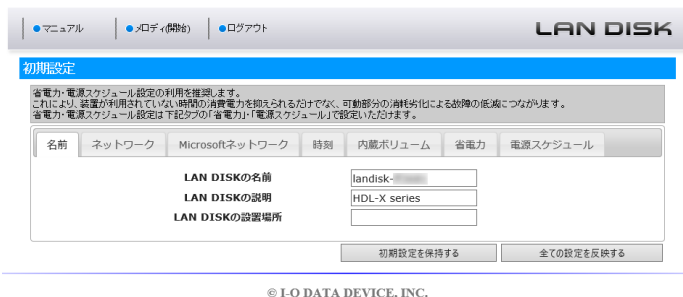 ●マニュアル ●メロディ(開始) ●ログアウト LAN DISK
初期設定
省電力・電源スケジュール設定の利用を推奨します。
これにより、装置が利用されていない時間の消費電力を抑えられるだけでなく、可動部分の消耗劣化による故障の低減につながります。
省電力・電源スケジュール設定は下記タブの「省電力」・「電源スケジュール」で設定いただけます。
名前 ネットワーク Microsoftネットワーク 時刻 内蔵ボリューム 省電力 電源スケジュール
LAN DISKの名前 landisk-
LAN DISKの説明 HDL-X series
LAN DISKの設置場所
初期設定を保持する 全ての設定を反映する
© I-O DATA DEVICE, INC.